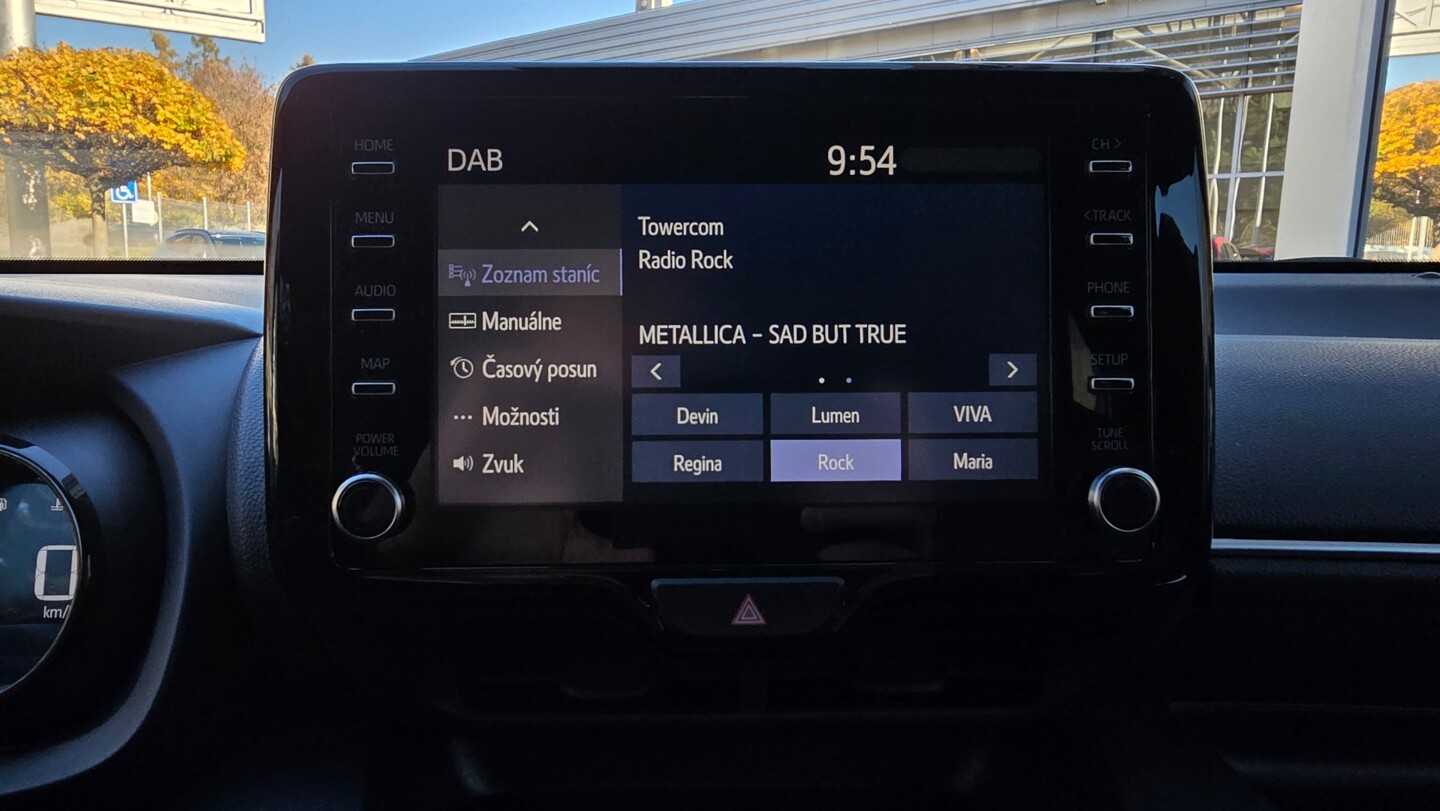 DAB
9:54
HOME
MENU
AUDIO
MAP
POWER
VOLUME
Zoznam staníc
Manuálne
Časový posun
Možnosti
Zvuk
Towercom
Radio Rock
METALLICA – SAD BUT TRUE
Devin
Lumen
VIVA
Regina
Rock
Maria
CH >
< TRACK
PHONE
SETUP
TUNE
SCROLL
0
km/